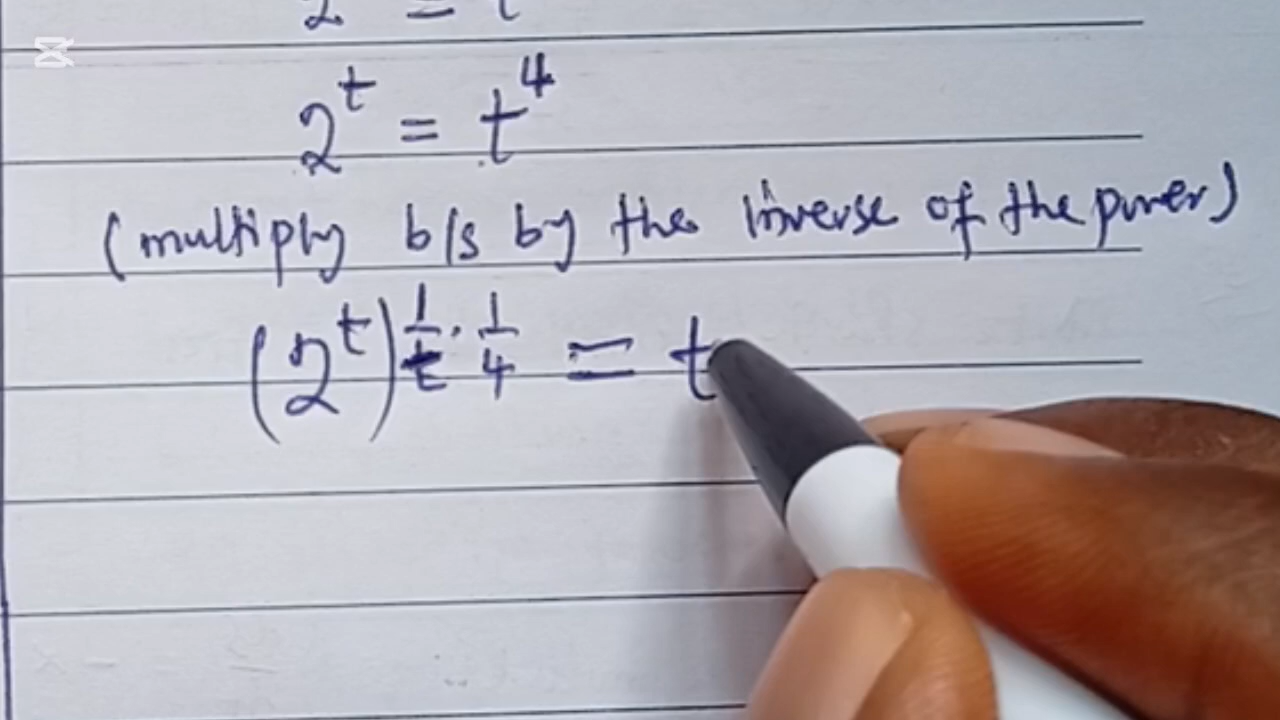 2^t = t^4
(multiply b/s by the inverse of the power)
(2^t)^{1/t · 1/4} = t